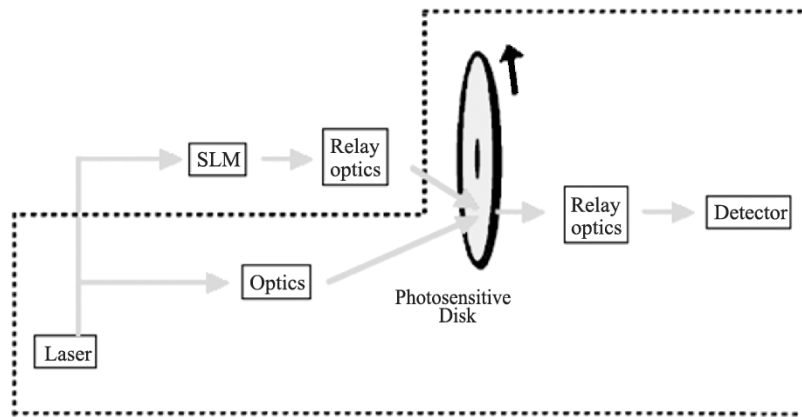 SLM
Relay
optics
Relay
optics
Detector
Optics
Photosensitive
Disk
Laser